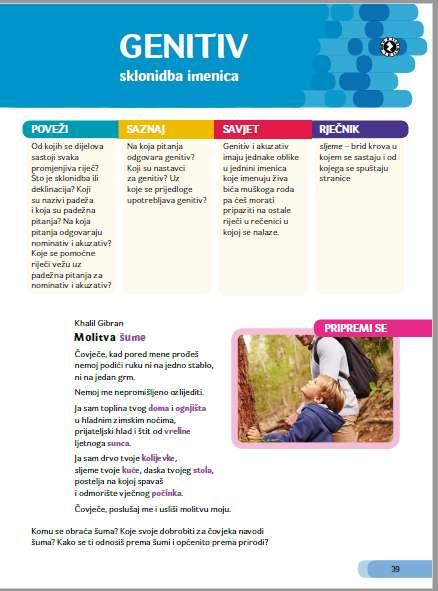 GENITIV
sklonidba imenica
POVEŽI
Od kojih se dijelova
sastoji svaka
promjenjiva riječ?
Što je sklonidba ili
deklinacija? Koji
su nazivi padeža
i koja su padežna
pitanja? Na koja
pitanja odgovaraju
nominativ i akuzativ?
Koje se pomoćne
riječi vežu uz
padežna pitanja za
nominativ i akuzativ?
SAZNAJ
Na koja pitanja
odgovara genitiv?
Koji su nastavci
za genitiv? Uz
koje se prijedloge
upotrebljava genitiv?
SAVJET
Genitiv i akuzativ
imaju jednake oblike
u jednini imenica
koje imenuju živa
bića muškoga roda
pa ćeš morati
pripaziti na ostale
riječi u rečenici u
kojoj se nalaze.
RJEČNIK
sljeme – brid krova u
kojem se sastaju i od
kojega se spuštaju
stranice
PRIPREMI SE
Khalil Gibran
Molitva šume
Čovječe, kad pored mene prođeš
nemoj podići ruku ni na jedno stablo,
ni na jedan grm.
Nemoj me nepromišljeno ozlijediti.
Ja sam toplina tvog doma i ognjišta
u hladnim zimskim noćima,
prijateljski hlad i štit od vreline
ljetnoga sunca.
Ja sam drvo tvoje kolijevke,
sljeme tvoje kuće, daska tvojeg stola,
postelja na kojoj spavaš
i odmorište vječnog počinka.
Čovječe, poslušaj me i usliši molitvu moju.
Komu se obraća šuma? Koje svoje dobrobiti za čovjeka navodi
šuma? Kako se ti odnosiš prema šumi i općenito prema prirodi?
39